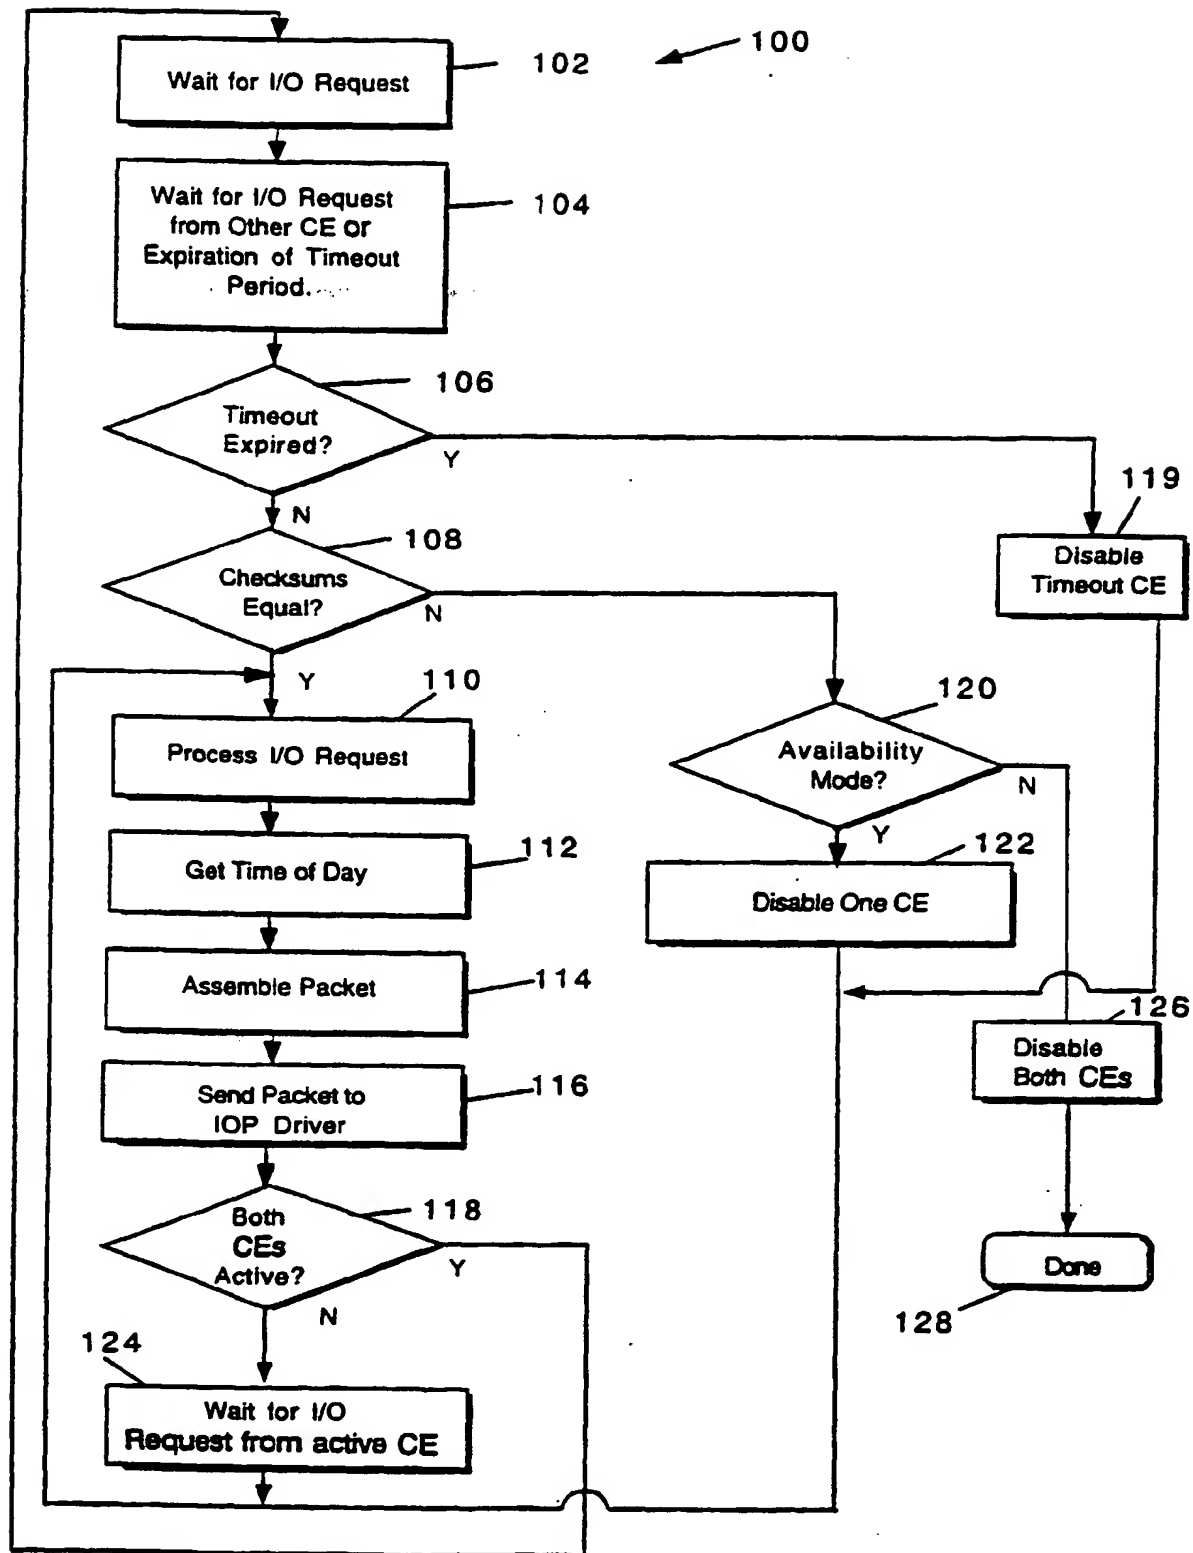 100
Wait for I/O Request
102
Wait for I/O Request
from Other CE or
Expiration of Timeout
Period.
104
Timeout
Expired?
106
Y
N
119
Disable
Timeout CE
Checksums
Equal?
108
N
Y
110
Process I/O Request
120
Availability
Mode?
N
Y
Get Time of Day
112
122
Disable One CE
Assemble Packet
114
126
Disable
Both CEs
Send Packet to
IOP Driver
116
Both
CEs
Active?
118
Y
N
Done
128
124
Wait for I/O
Request from active CE